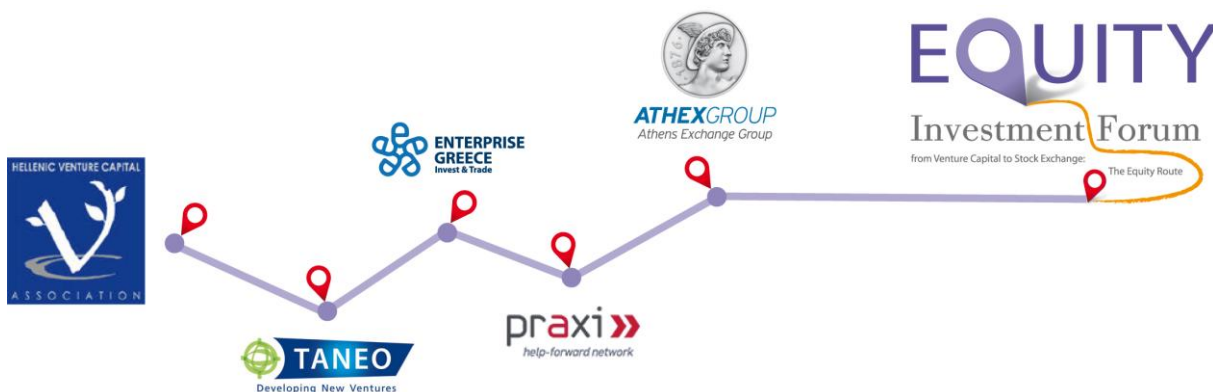 HELLENIC VENTURE CAPITAL
ASSOCIATION
TANEO
Developing New Ventures
ENTERPRISE
GREECE
Invest & Trade
praxi
help-forward network
1876
ATHEXGROUP
Athens Exchange Group
EQUITY
Investment Forum
from Venture Capital to Stock Exchange:
The Equity Route